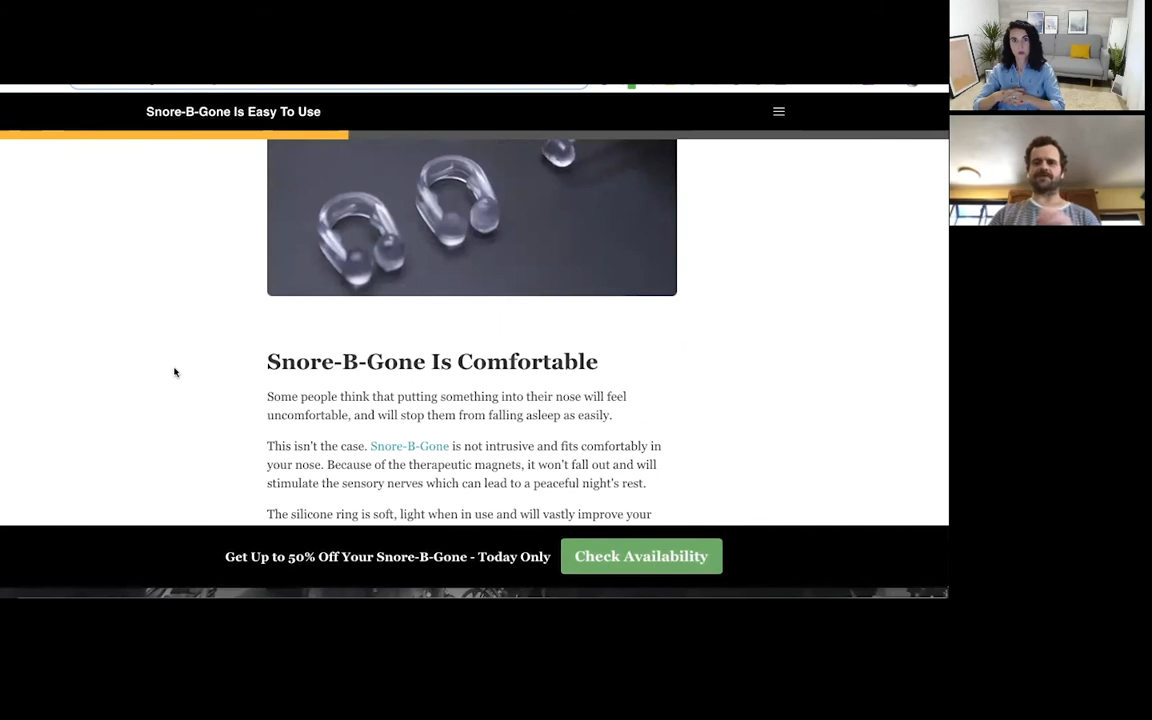 Snore-B-Gone Is Easy To Use
Snore-B-Gone Is Comfortable
Some people think that putting something into their nose will feel
uncomfortable, and will stop them from falling asleep as easily.
This isn't the case. Snore-B-Gone is not intrusive and fits comfortably in
your nose. Because of the therapeutic magnets, it won't fall out and will
stimulate the sensory nerves which can lead to a peaceful night's rest.
The silicone ring is soft, light when in use and will vastly improve your
Get Up to 50% Off Your Snore-B-Gone - Today Only
Check Availability